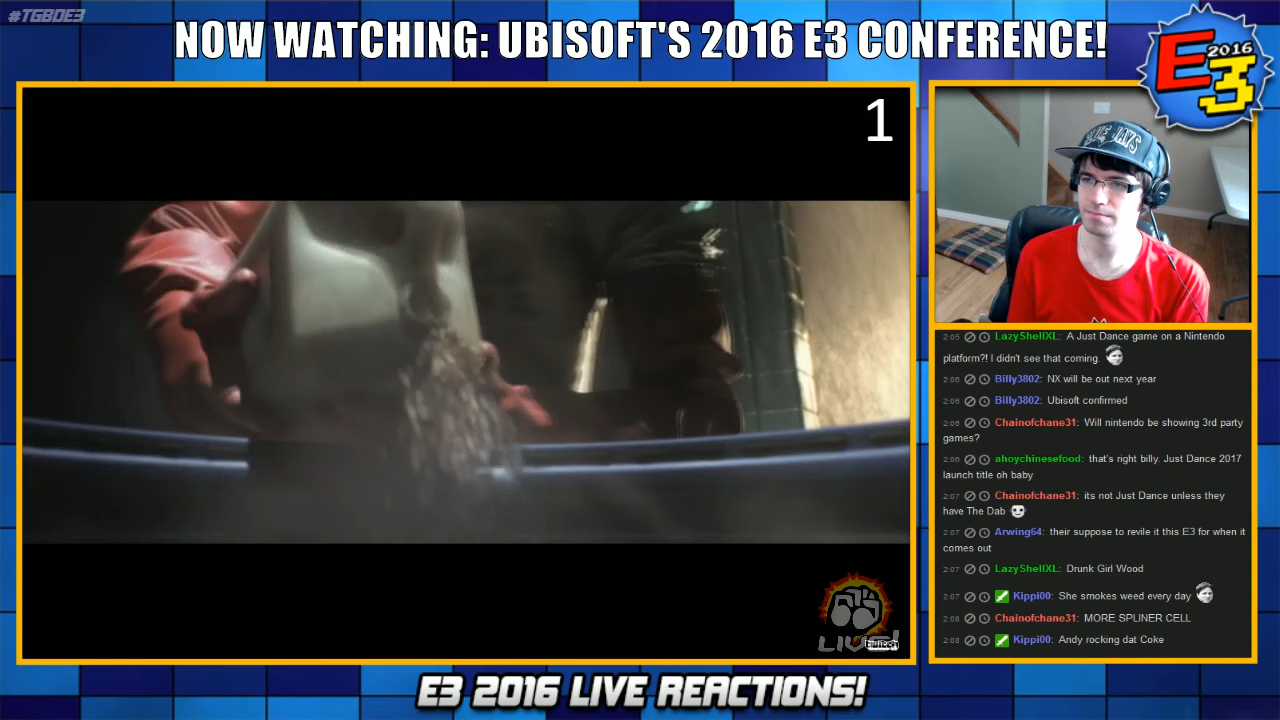 #TGBDE3
NOW WATCHING: UBISOFT'S 2016 E3 CONFERENCE!
2016
E3
1
BLUE JAYS
2:05 LazyShellXL: A Just Dance game on a Nintendo
platform?! I didn't see that coming.
2:06 Billy3802: NX will be out next year
2:06 Billy3802: Ubisoft confirmed
2:06 Chainofchane31: Will nintendo be showing 3rd party
games?
2:06 ahoychinesefood: that's right billy. Just Dance 2017
launch title oh baby
2:07 Chainofchane31: its not Just Dance unless they
have The Dab
2:07 Arwing64: their suppose to revile it this E3 for when it
comes out
2:07 LazyShellXL: Drunk Girl Wood
2:07 Kippi00: She smokes weed every day
2:08 Chainofchane31: MORE SPLINER CELL
2:08 Kippi00: Andy rocking dat Coke
LIVE!
twitch
E3 2016 LIVE REACTIONS!